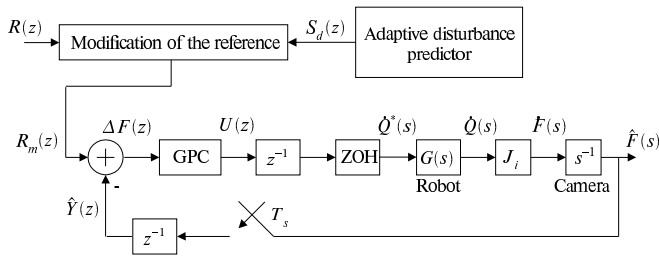 R(z)
Modification of the reference
S_d(z)
Adaptive disturbance
predictor
R_m(z)
ΔF(z)
U(z)
Q̇*(s)
Q̇(s)
Ḟ(s)
F̂(s)
+
GPC
z⁻¹
ZOH
G(s)
J_i
s⁻¹
Robot
Camera
-
Ŷ(z)
T_s
z⁻¹